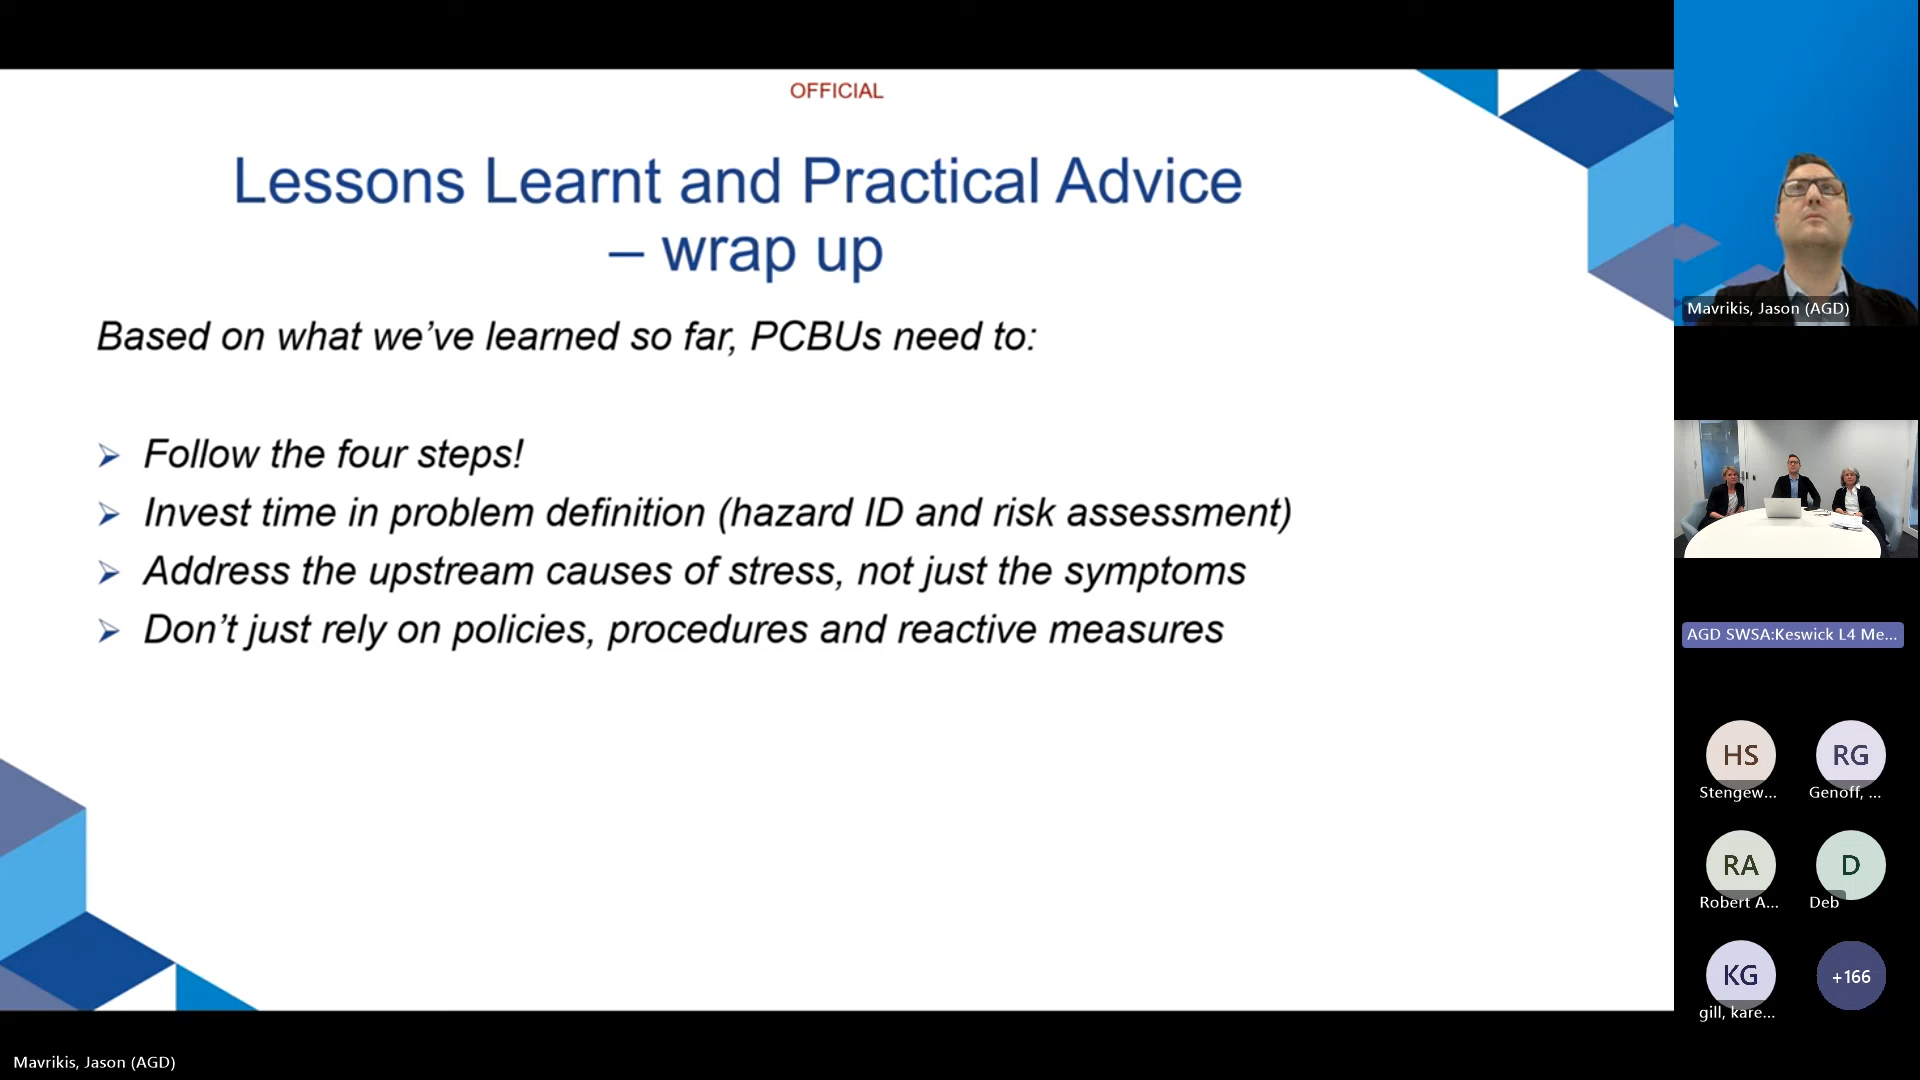 OFFICIAL
Lessons Learnt and Practical Advice
– wrap up
Based on what we’ve learned so far, PCBUs need to:
Follow the four steps!
Invest time in problem definition (hazard ID and risk assessment)
Address the upstream causes of stress, not just the symptoms
Don’t just rely on policies, procedures and reactive measures
Mavrikis, Jason (AGD)
AGD SWSA:Keswick L4 Me...
HS
Stengew...
RG
Genoff, ...
RA
Robert A...
D
Deb
KG
gill, kare...
+166
Mavrikis, Jason (AGD)